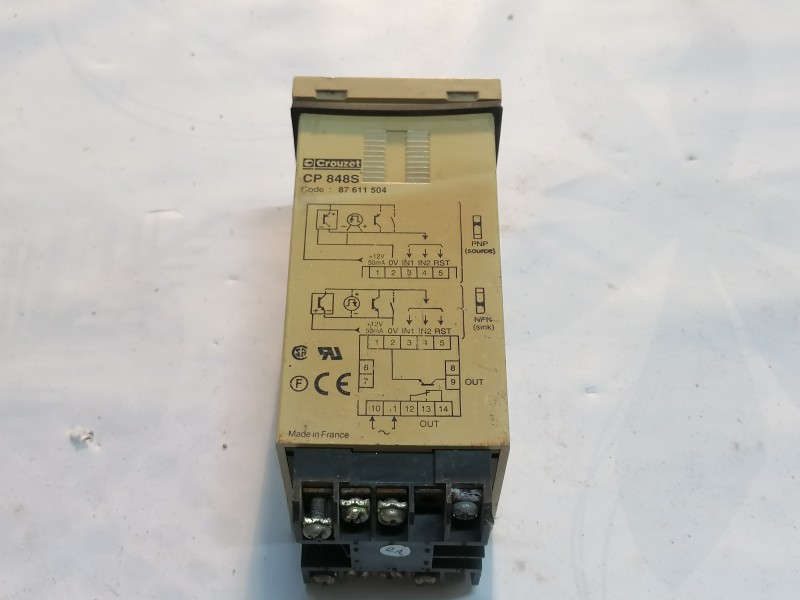 Crouzet
CP 848S
Code : 87 611 504
PNP
(source)
+12V
50mA 0V IN1 IN2 RST
1 2 3 4 5
NPN
(sink)
+12V
50mA 0V IN1 IN2 RST
1 2 3 4 5
6 8
7 9 OUT
10 11 12 13 14
~ OUT
F CE
Made in France